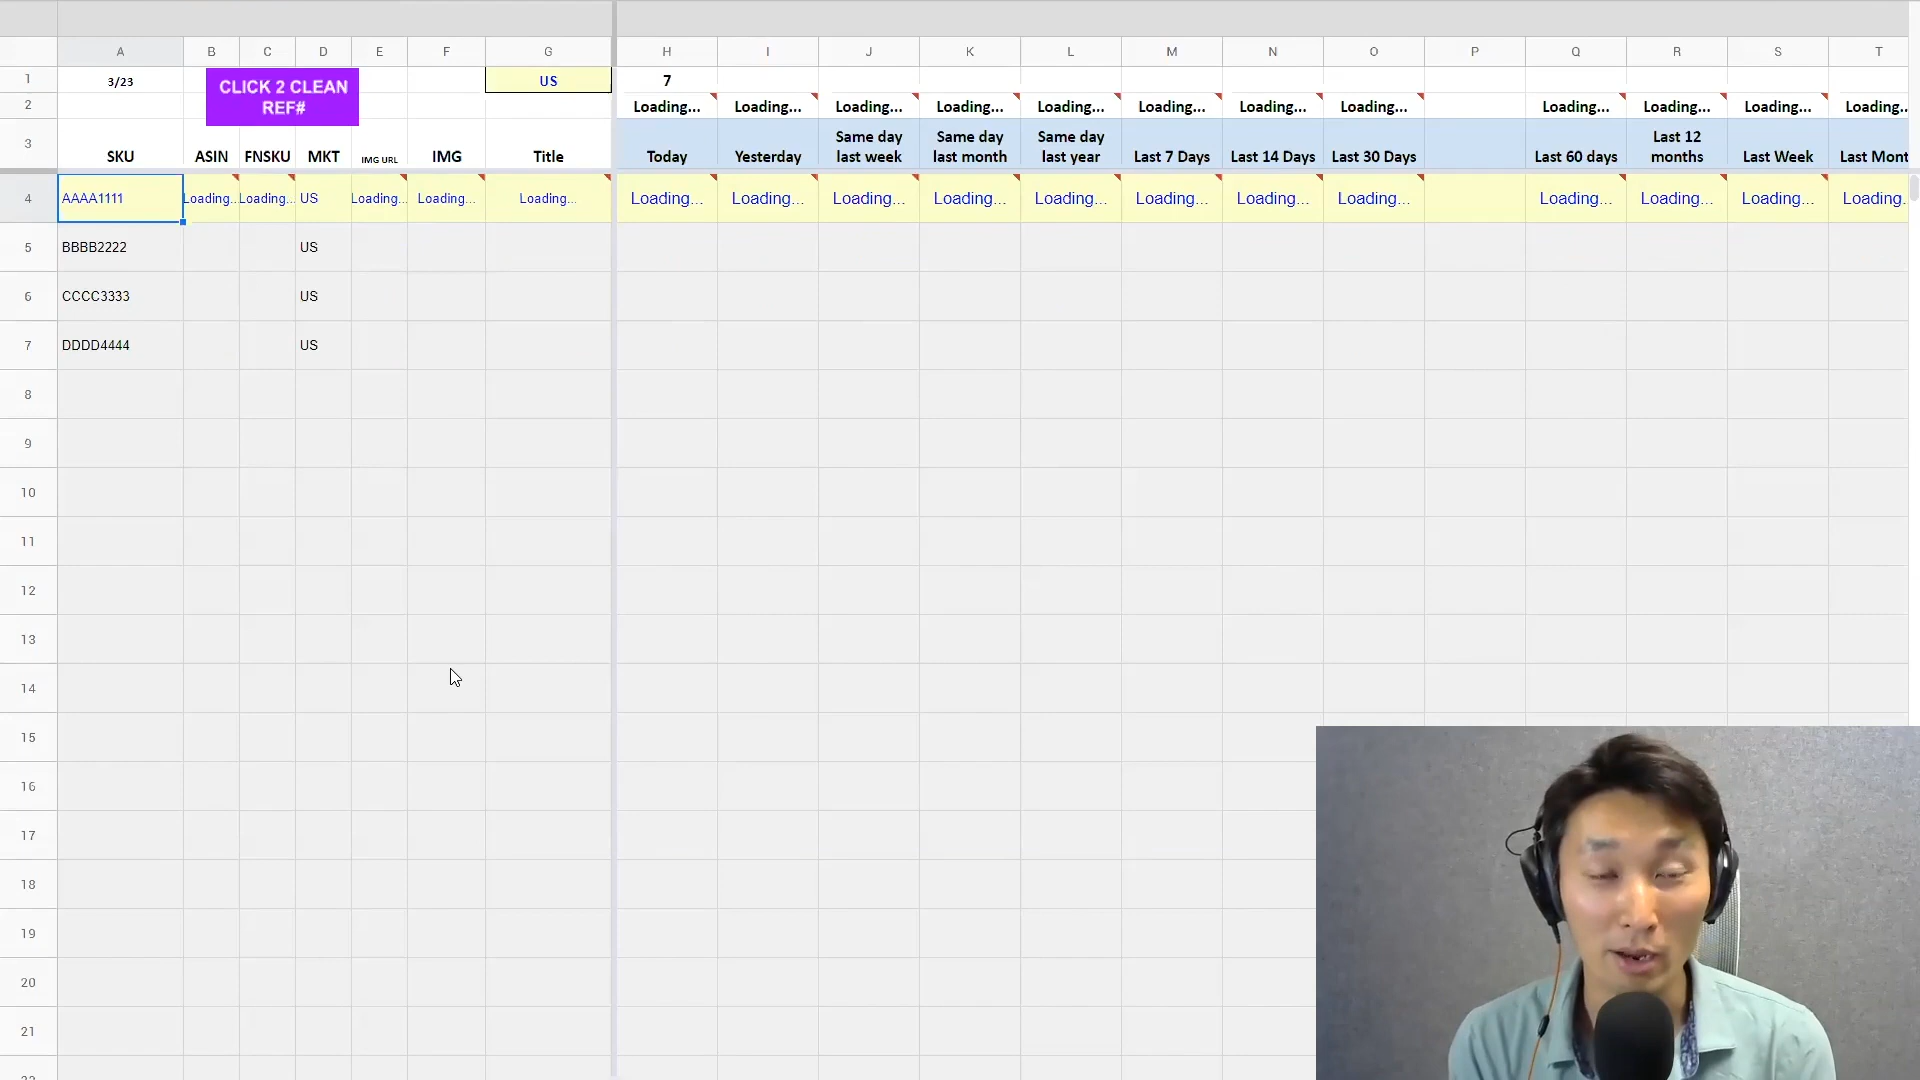 A B C D E F G H I J K L M N O P Q R S T
1 3/23 CLICK 2 CLEAN REF# US 7
2 Loading... Loading... Loading... Loading... Loading... Loading... Loading... Loading... Loading... Loading... Loading... Loading...
3 SKU ASIN FNSKU MKT IMG URL IMG Title Today Yesterday Same day last week Same day last month Same day last year Last 7 Days Last 14 Days Last 30 Days Last 60 days Last 12 months Last Week Last Mont
4 AAAA1111 Loading.. Loading... US Loading... Loading... Loading... Loading... Loading... Loading... Loading... Loading... Loading... Loading... Loading... Loading... Loading... Loading... Loading.
5 BBBB2222 US
6 CCCC3333 US
7 DDDD4444 US
8
9
10
11
12
13
14
15
16
17
18
19
20
21